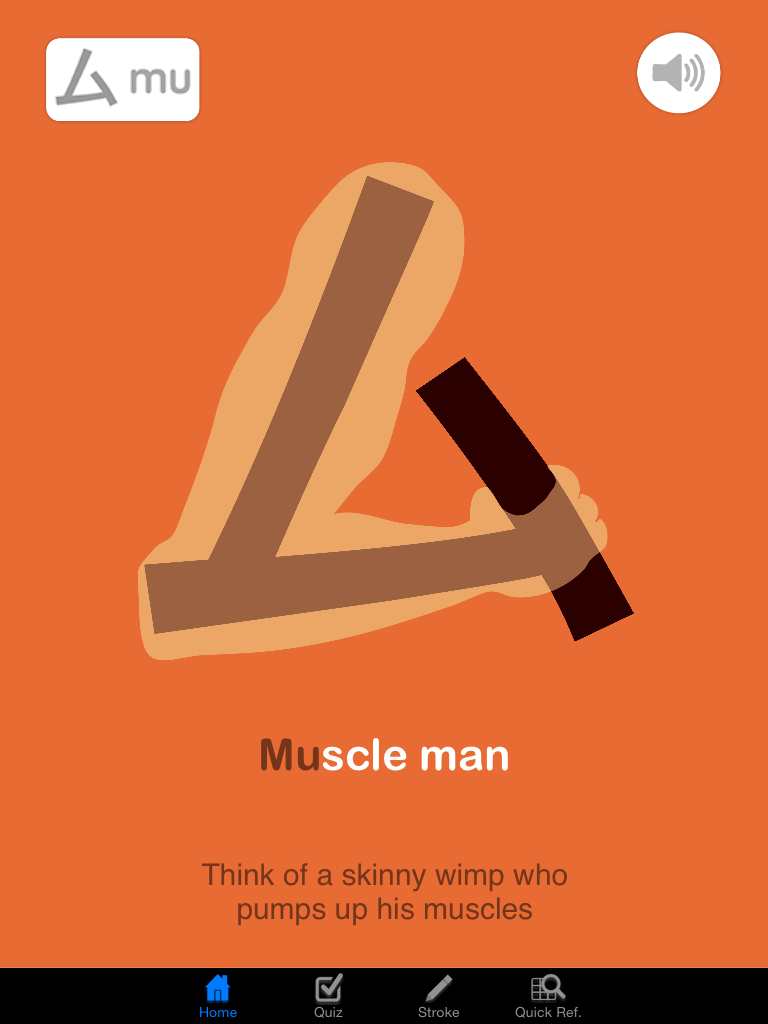 ム mu
Muscle man
Think of a skinny wimp who
pumps up his muscles
Home Quiz Stroke Quick Ref.